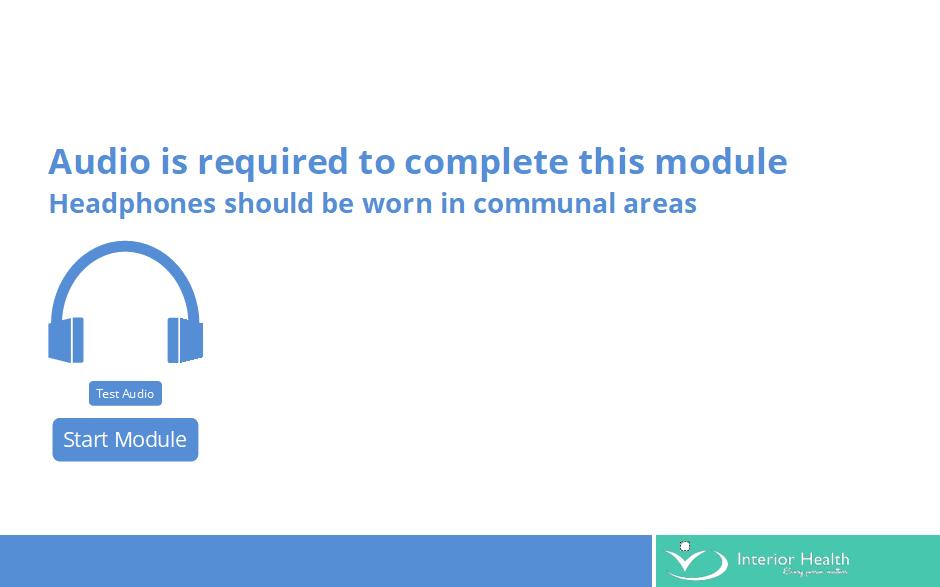 Audio is required to complete this module
Headphones should be worn in communal areas
Test Audio
Start Module
Interior Health
Every person matters